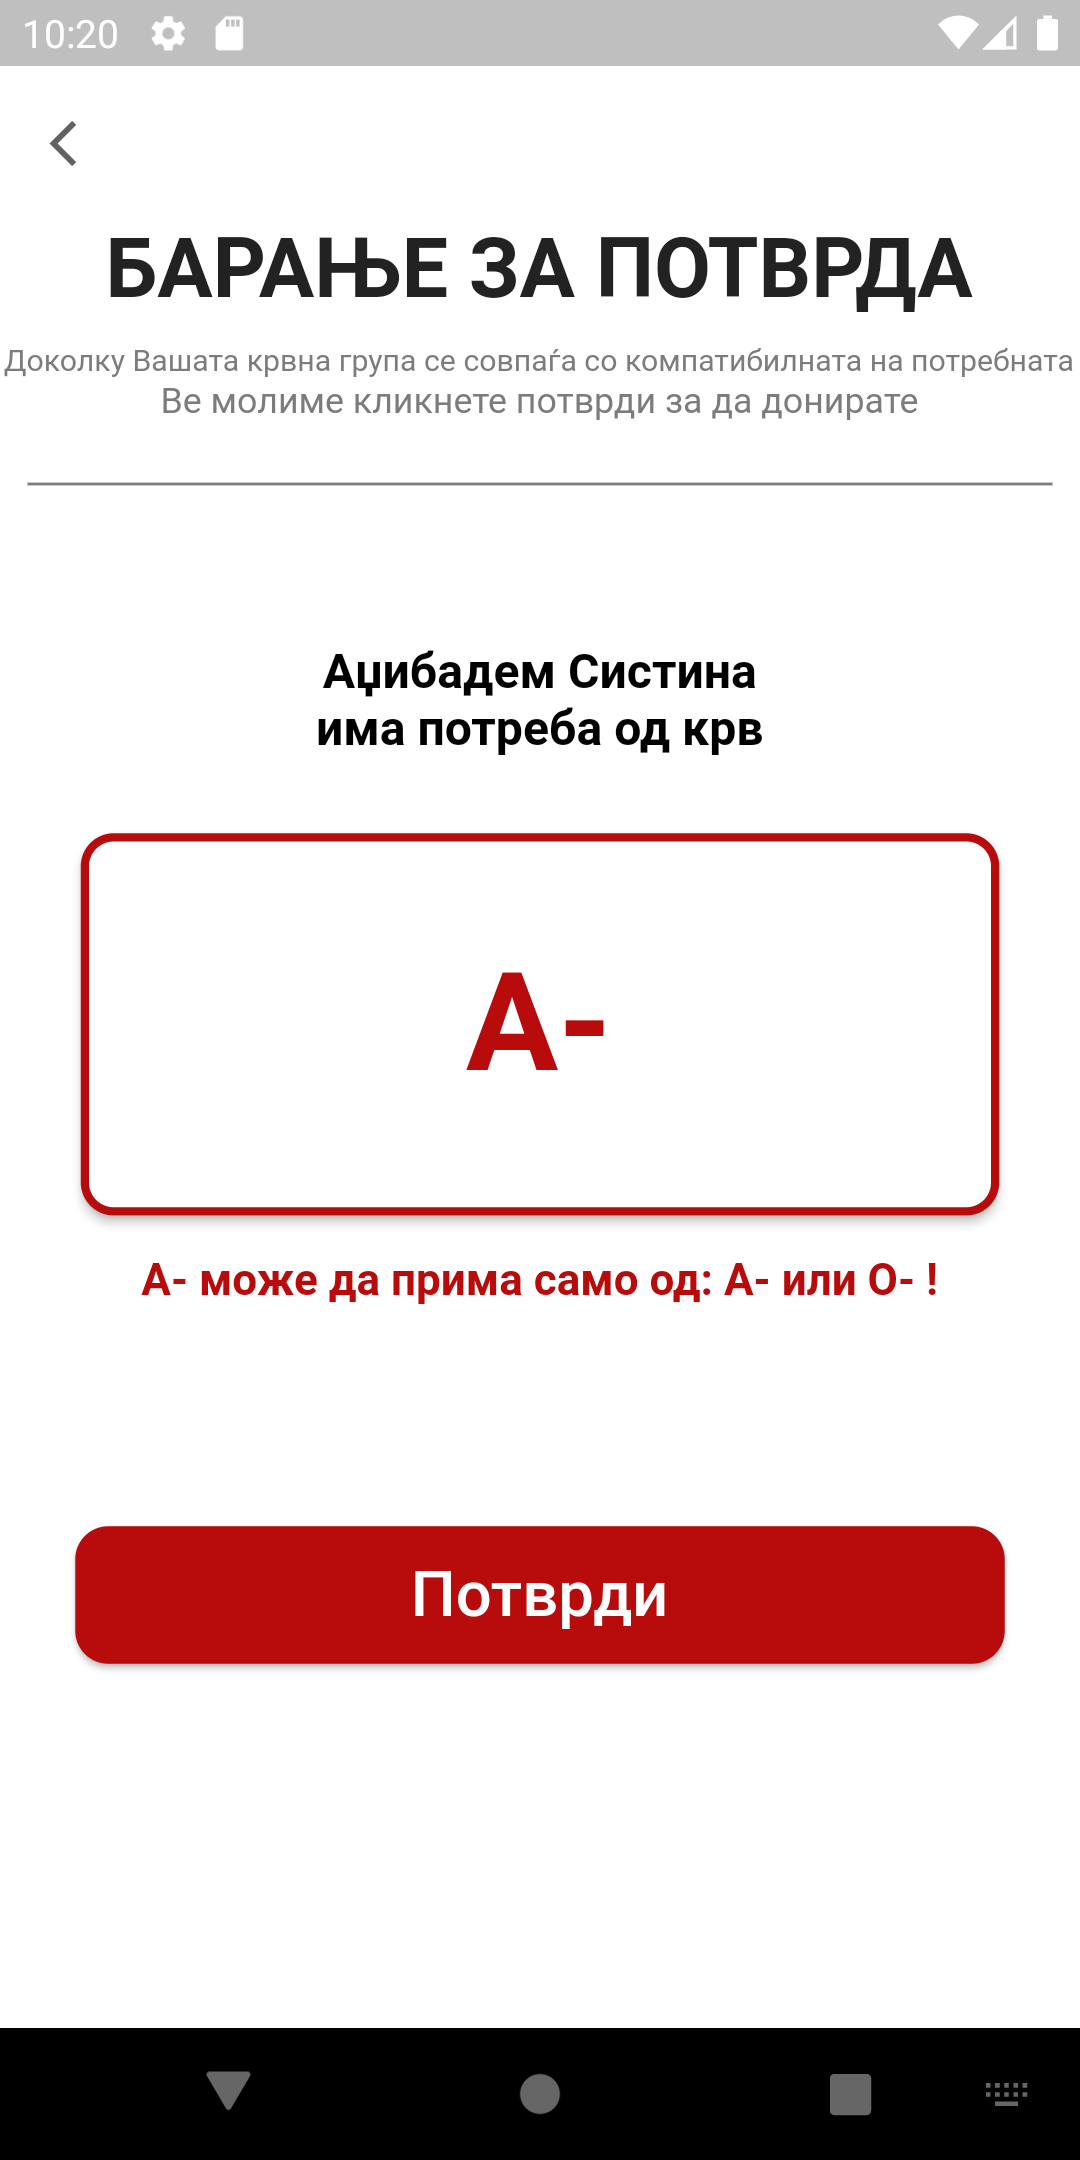 10:20
БАРАЊЕ ЗА ПОТВРДА
Доколку Вашата крвна група се совпаѓа со компатибилната на потребната
Ве молиме кликнете потврди за да донирате
Аџибадем Систина
има потреба од крв
A-
A- може да прима само од: A- или O- !
Потврди